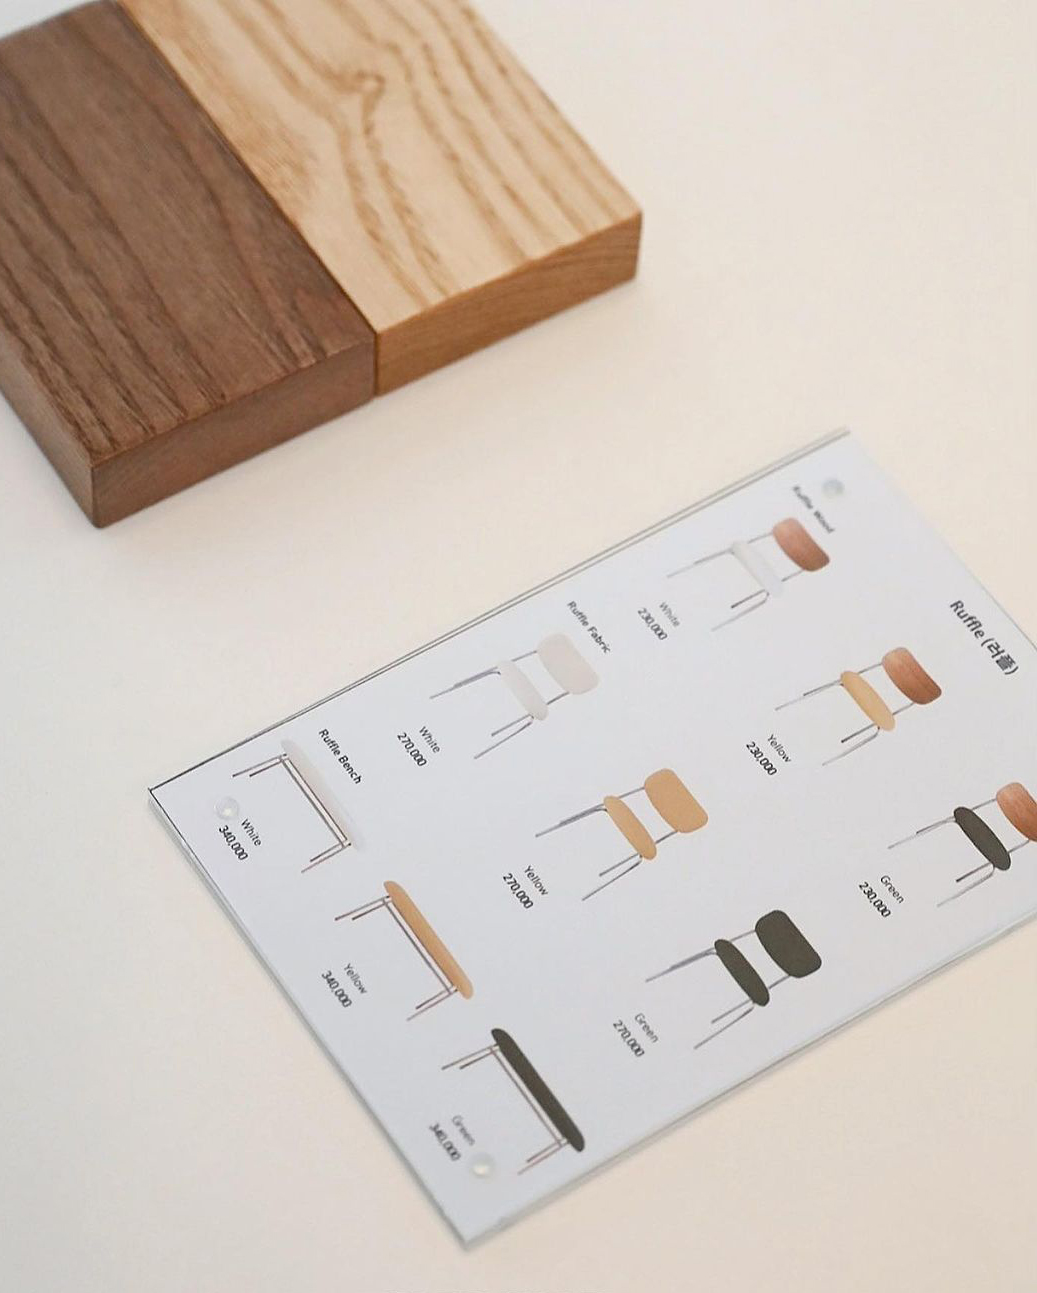 Ruffle (러플)
Ruffle Wood
White
230,000
Yellow
230,000
Green
230,000
Ruffle Fabric
White
270,000
Yellow
270,000
Green
270,000
Ruffle Bench
White
340,000
Yellow
340,000
Green
340,000